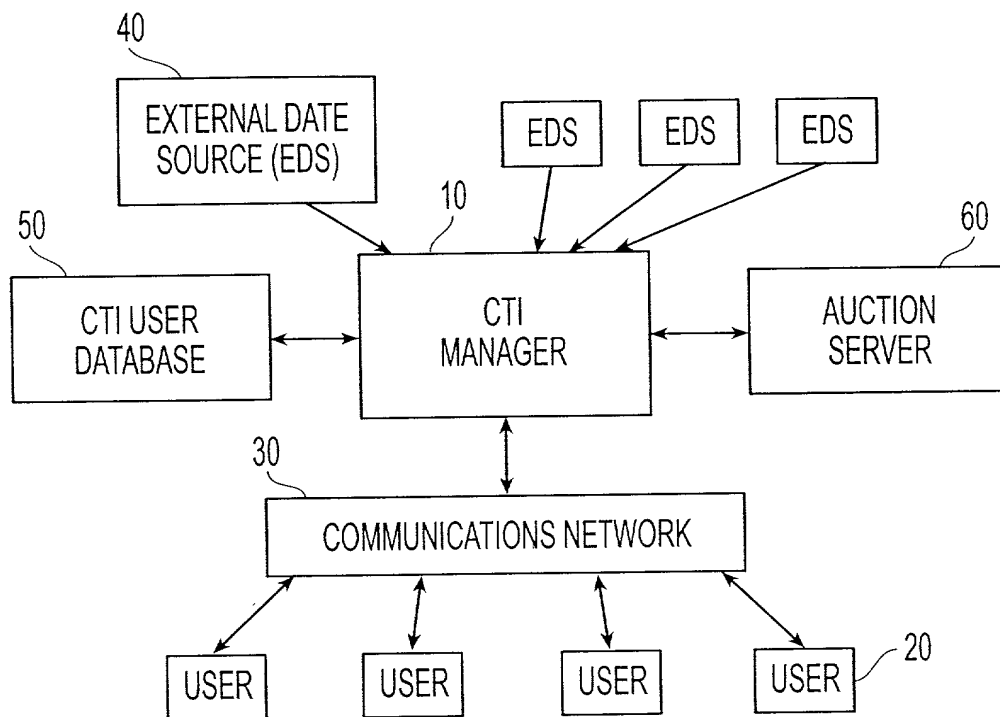 40
EXTERNAL DATE
SOURCE (EDS)
EDS
EDS
EDS
10
50
60
CTI USER
DATABASE
CTI
MANAGER
AUCTION
SERVER
30
COMMUNICATIONS NETWORK
USER
USER
USER
USER
20